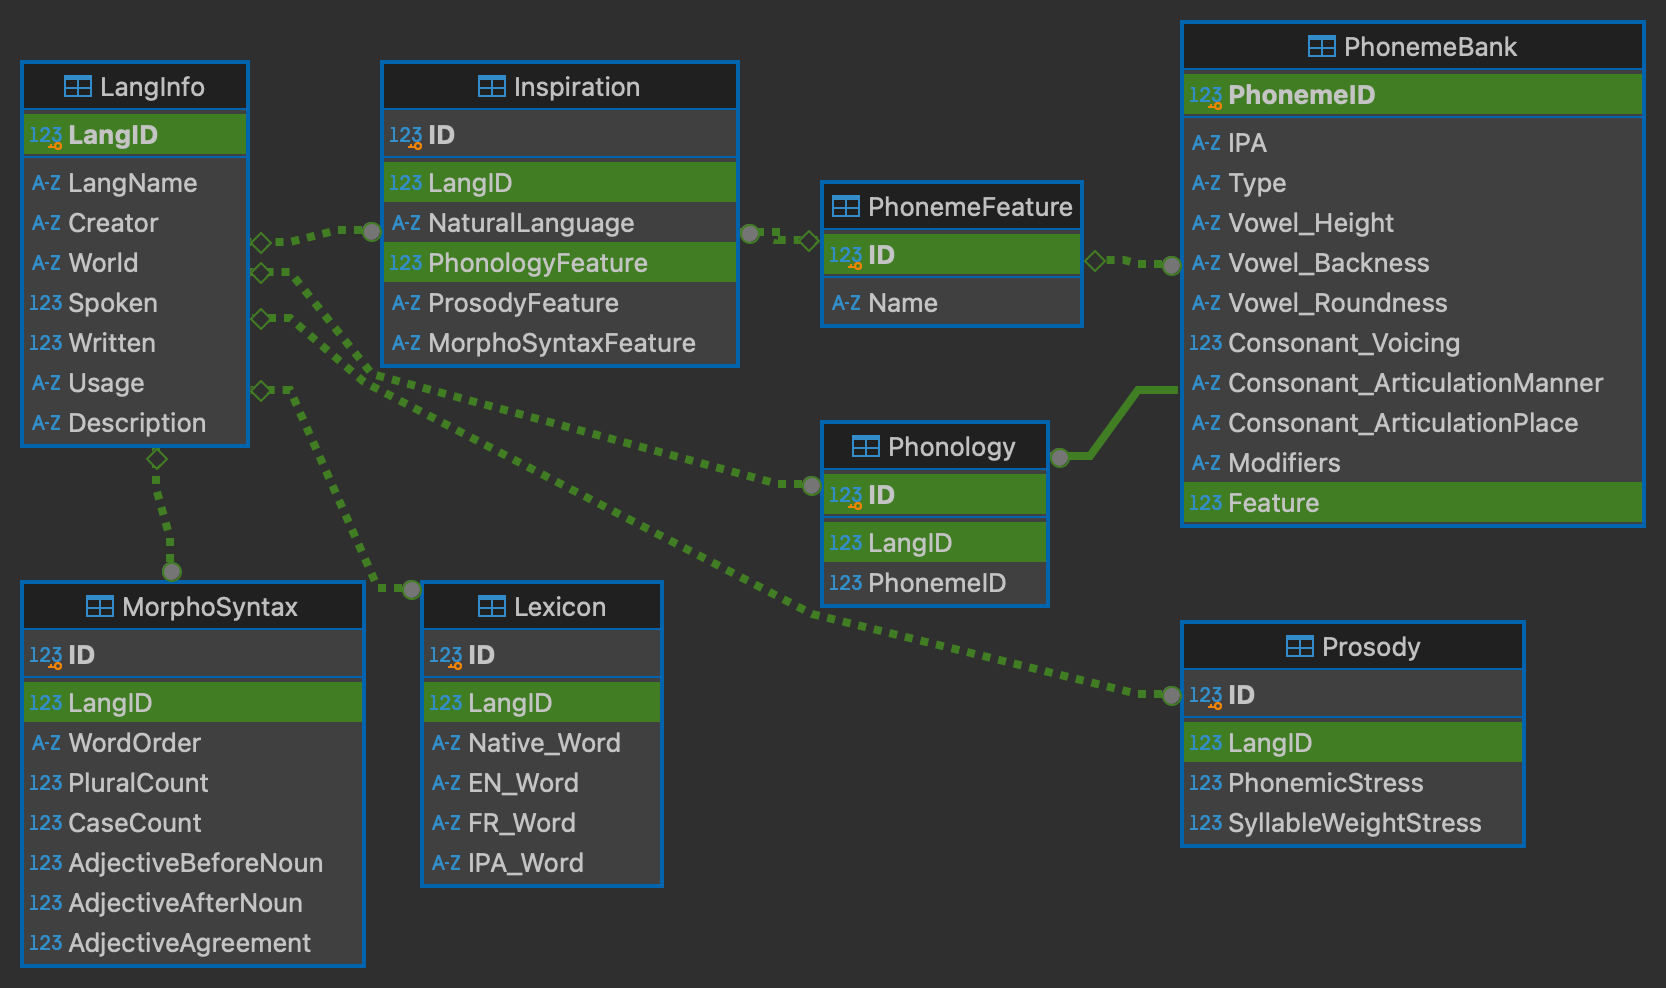 LangInfo
123 LangID
A-Z LangName
A-Z Creator
A-Z World
123 Spoken
123 Written
A-Z Usage
A-Z Description
Inspiration
123 ID
123 LangID
A-Z NaturalLanguage
123 PhonologyFeature
A-Z ProsodyFeature
A-Z MorphoSyntaxFeature
PhonemeFeature
123 ID
A-Z Name
PhonemeBank
123 PhonemeID
A-Z IPA
A-Z Type
A-Z Vowel_Height
A-Z Vowel_Backness
A-Z Vowel_Roundness
123 Consonant_Voicing
A-Z Consonant_ArticulationManner
A-Z Consonant_ArticulationPlace
A-Z Modifiers
123 Feature
Phonology
123 ID
123 LangID
123 PhonemeID
MorphoSyntax
123 ID
123 LangID
A-Z WordOrder
123 PluralCount
123 CaseCount
123 AdjectiveBeforeNoun
123 AdjectiveAfterNoun
123 AdjectiveAgreement
Lexicon
123 ID
123 LangID
A-Z Native_Word
A-Z EN_Word
A-Z FR_Word
A-Z IPA_Word
Prosody
123 ID
123 LangID
123 PhonemicStress
123 SyllableWeightStress